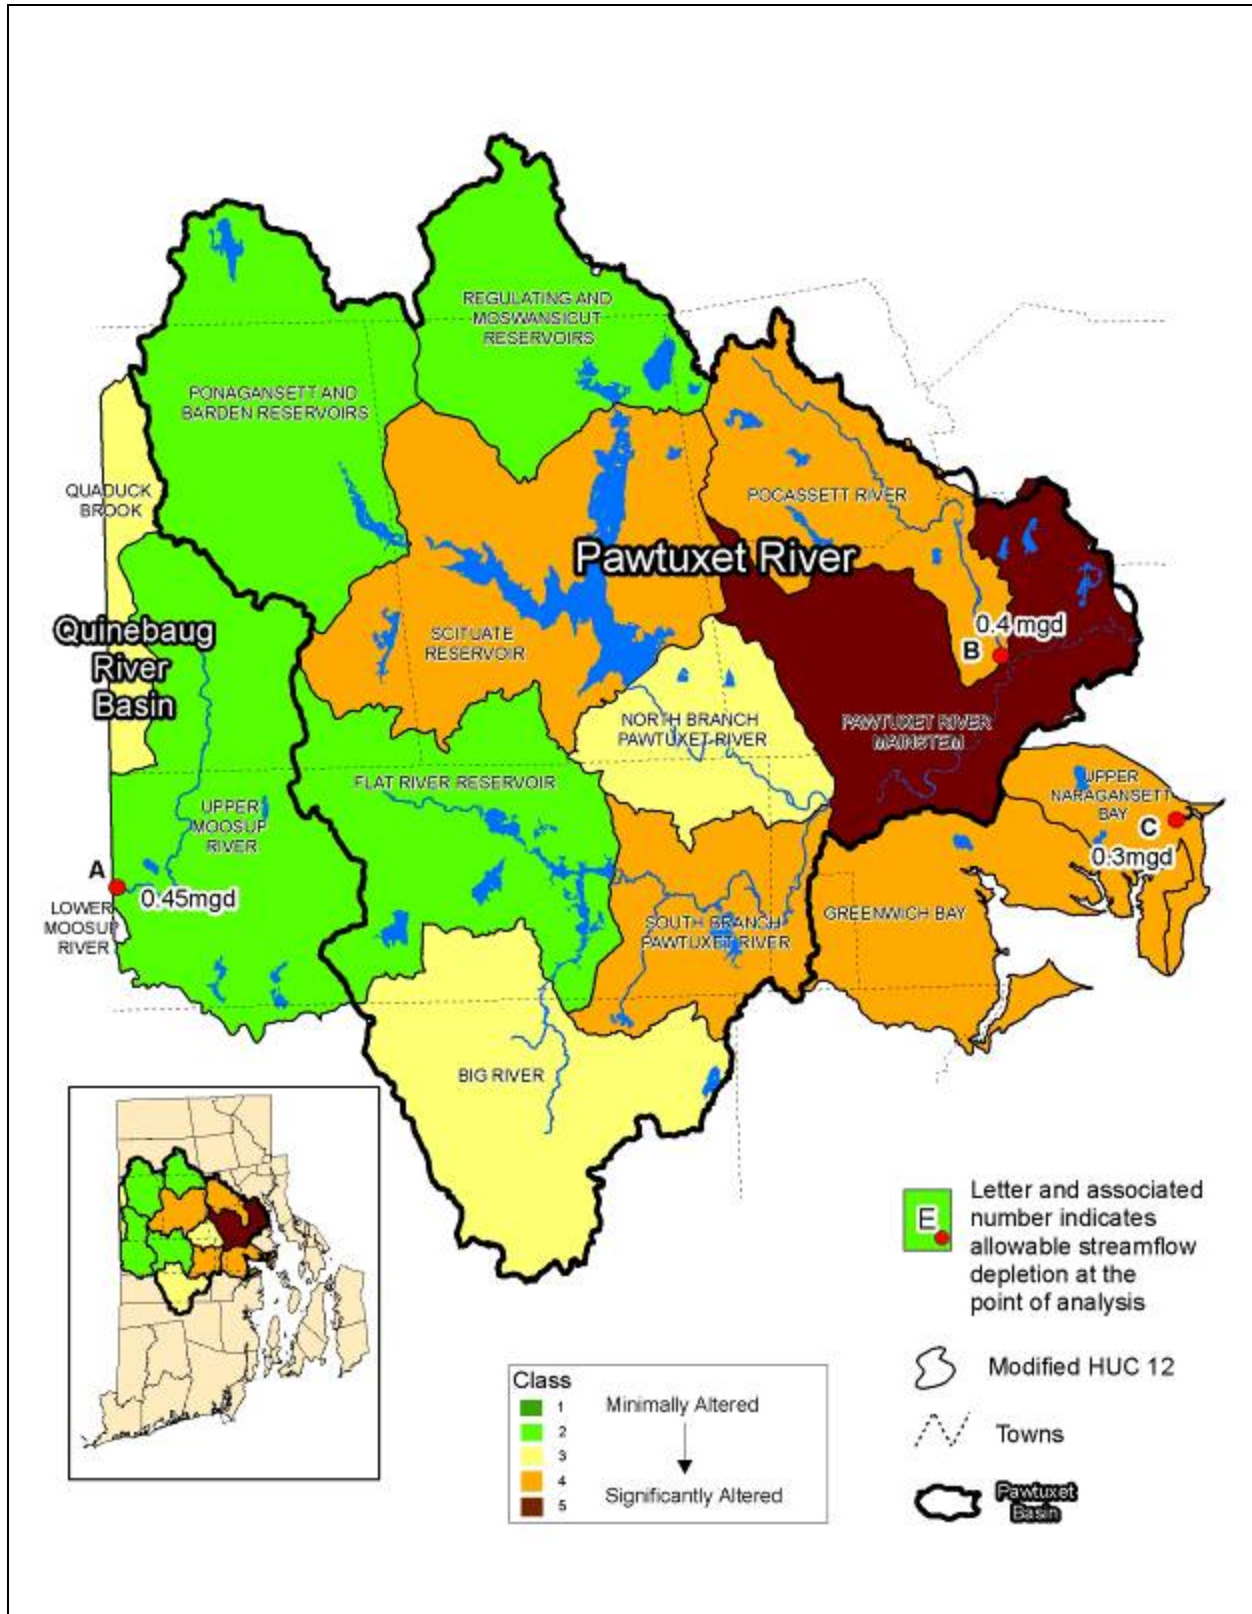 REGULATING AND
MOSWANSICUT
RESERVOIRS
PONAGANSETT AND
BARDEN RESERVOIRS
QUADUCK
BROOK
POCASSETT RIVER
Pawtuxet River
Quinebaug
River
Basin
SCITUATE
RESERVOIR
0.4 mgd
B
NORTH BRANCH
PAWTUXET RIVER
PAWTUXET RIVER
MAINSTEM
FLAT RIVER RESERVOIR
UPPER
NARAGANSETT
BAY
UPPER
MOOSUP
RIVER
C
0.3mgd
A
0.45mgd
LOWER
MOOSUP
RIVER
SOUTH BRANCH
PAWTUXET RIVER
GREENWICH BAY
BIG RIVER
E
Letter and associated
number indicates
allowable streamflow
depletion at the
point of analysis
Modified HUC 12
Towns
Pawtuxet
Basin
Class
1 Minimally Altered
2
3
4
5 Significantly Altered